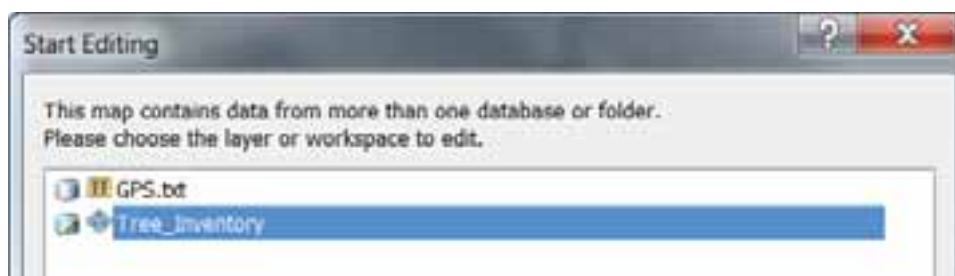 Start Editing
This map contains data from more than one database or folder.
Please choose the layer or workspace to edit.
GPS.txt
Tree_Inventory